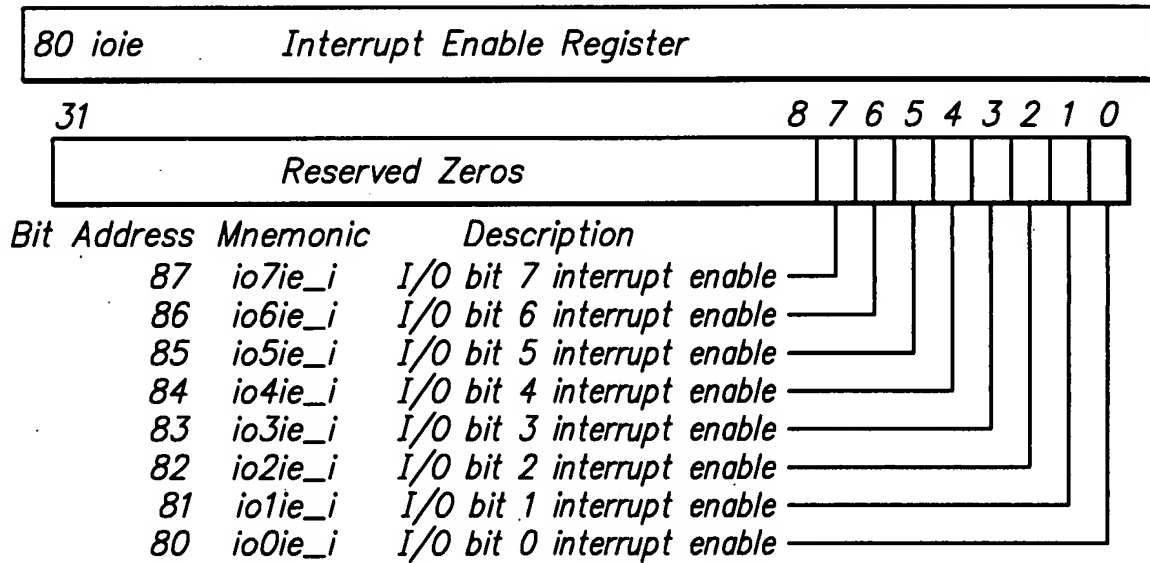 80 ioie Interrupt Enable Register
31 8 7 6 5 4 3 2 1 0
Reserved Zeros
Bit Address Mnemonic Description
87 io7ie_i I/O bit 7 interrupt enable
86 io6ie_i I/O bit 6 interrupt enable
85 io5ie_i I/O bit 5 interrupt enable
84 io4ie_i I/O bit 4 interrupt enable
83 io3ie_i I/O bit 3 interrupt enable
82 io2ie_i I/O bit 2 interrupt enable
81 io1ie_i I/O bit 1 interrupt enable
80 io0ie_i I/O bit 0 interrupt enable